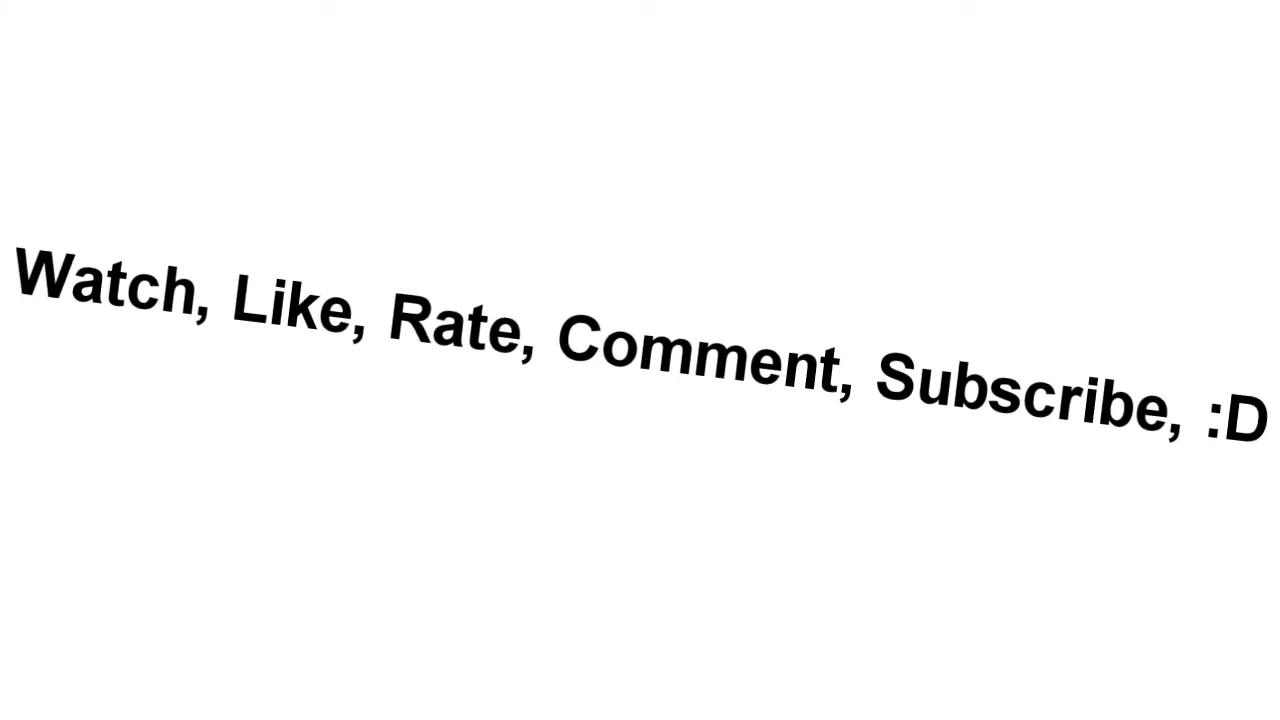 Watch, Like, Rate, Comment, Subscribe, :D